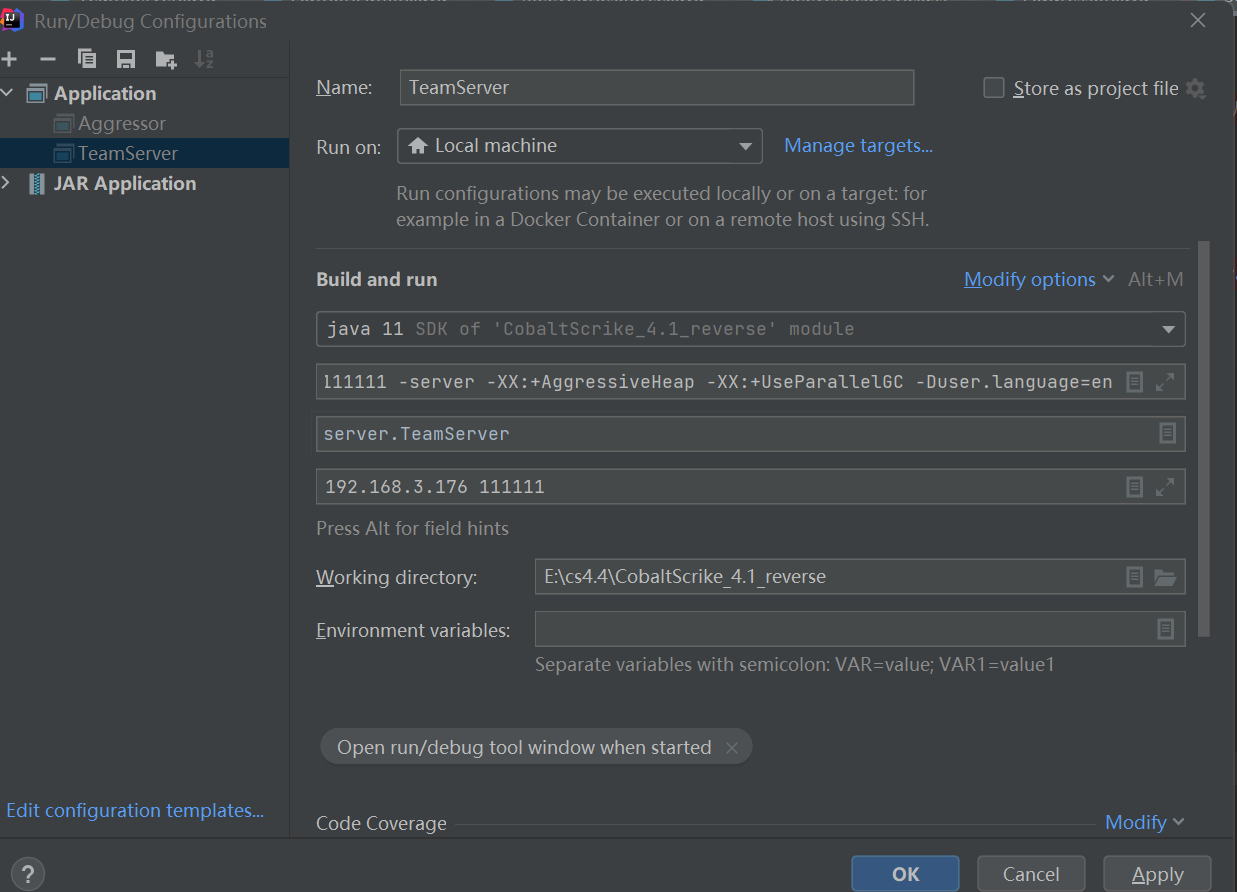 Run/Debug Configurations
Application
Aggressor
TeamServer
JAR Application
Edit configuration templates...
Name: TeamServer
Store as project file
Run on: Local machine
Manage targets...
Run configurations may be executed locally or on a target: for
example in a Docker Container or on a remote host using SSH.
Build and run
Modify options Alt+M
java 11 SDK of 'CobaltScrike_4.1_reverse' module
111111 -server -XX:+AggressiveHeap -XX:+UseParallelGC -Duser.language=en
server.TeamServer
192.168.3.176 111111
Press Alt for field hints
Working directory: E:\cs4.4\CobaltScrike_4.1_reverse
Environment variables:
Separate variables with semicolon: VAR=value; VAR1=value1
Open run/debug tool window when started
Code Coverage
Modify
?
OK
Cancel
Apply